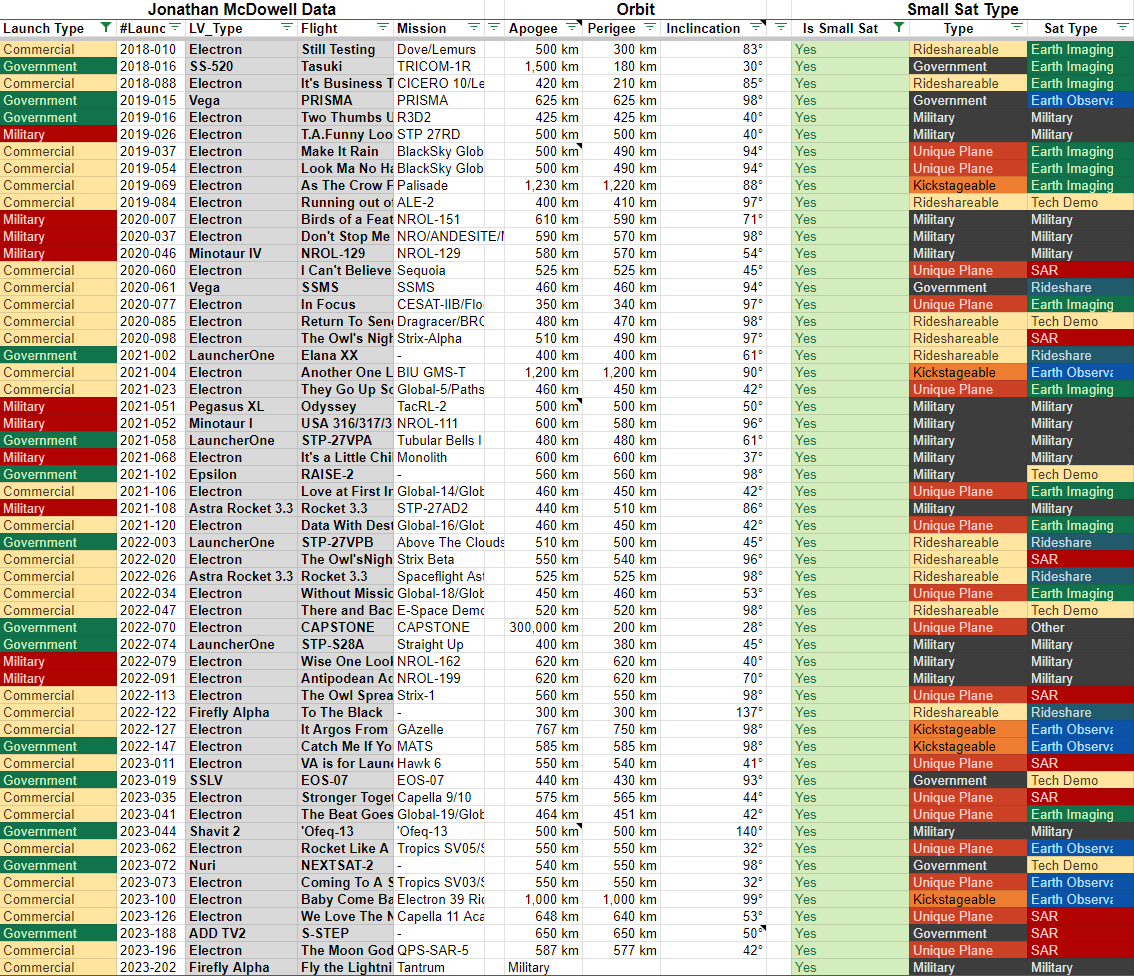 Jonathan McDowell Data Orbit Small Sat Type
Launch Type #Launc LV_Type Flight Mission Apogee Perigee Inclincation Is Small Sat Type Sat Type
Commercial 2018-010 Electron Still Testing Dove/Lemurs 500 km 300 km 83° Yes Rideshareable Earth Imaging
Government 2018-016 SS-520 Tasuki TRICOM-1R 1,500 km 180 km 30° Yes Government Earth Imaging
Commercial 2018-088 Electron It's Business T CICERO 10/Le 420 km 210 km 85° Yes Rideshareable Earth Imaging
Government 2019-015 Vega PRISMA PRISMA 625 km 625 km 98° Yes Government Earth Observa
Government 2019-016 Electron Two Thumbs U R3D2 425 km 425 km 40° Yes Military Military
Military 2019-026 Electron T.A.Funny Loo STP 27RD 500 km 500 km 40° Yes Military Military
Commercial 2019-037 Electron Make It Rain BlackSky Glob 500 km 490 km 94° Yes Unique Plane Earth Imaging
Commercial 2019-054 Electron Look Ma No Ha BlackSky Glob 500 km 490 km 94° Yes Unique Plane Earth Imaging
Commercial 2019-069 Electron As The Crow F Palisade 1,230 km 1,220 km 88° Yes Kickstageable Earth Imaging
Commercial 2019-084 Electron Running out of ALE-2 400 km 410 km 97° Yes Rideshareable Tech Demo
Military 2020-007 Electron Birds of a Feat NROL-151 610 km 590 km 71° Yes Military Military
Military 2020-037 Electron Don't Stop Me NRO/ANDESITE/M 590 km 570 km 98° Yes Military Military
Military 2020-046 Minotaur IV NROL-129 NROL-129 580 km 570 km 54° Yes Military Military
Commercial 2020-060 Electron I Can't Believe Sequoia 525 km 525 km 45° Yes Unique Plane SAR
Commercial 2020-061 Vega SSMS SSMS 460 km 460 km 94° Yes Government Rideshare
Commercial 2020-077 Electron In Focus CESAT-IIB/Flo 350 km 340 km 97° Yes Unique Plane Earth Imaging
Commercial 2020-085 Electron Return To Send Dragracer/BRO 480 km 470 km 98° Yes Rideshareable Tech Demo
Commercial 2020-098 Electron The Owl's Nigh Strix-Alpha 510 km 490 km 97° Yes Rideshareable SAR
Government 2021-002 LauncherOne Elana XX - 400 km 400 km 61° Yes Rideshareable Rideshare
Commercial 2021-004 Electron Another One L BIU GMS-T 1,200 km 1,200 km 90° Yes Kickstageable Earth Observa
Commercial 2021-023 Electron They Go Up So Global-5/Paths 460 km 450 km 42° Yes Unique Plane Earth Imaging
Military 2021-051 Pegasus XL Odyssey TacRL-2 500 km 500 km 50° Yes Military Military
Military 2021-052 Minotaur I USA 316/317/3 NROL-111 600 km 580 km 96° Yes Military Military
Government 2021-058 LauncherOne STP-27VPA Tubular Bells I 480 km 480 km 61° Yes Military Military
Military 2021-068 Electron It's a Little Chi Monolith 600 km 600 km 37° Yes Military Military
Government 2021-102 Epsilon RAISE-2 - 560 km 560 km 98° Yes Military Tech Demo
Commercial 2021-106 Electron Love at First In Global-14/Glob 460 km 450 km 42° Yes Unique Plane Earth Imaging
Military 2021-108 Astra Rocket 3.3 Rocket 3.3 STP-27AD2 440 km 510 km 86° Yes Military Military
Commercial 2021-120 Electron Data With Dest Global-16/Glob 460 km 450 km 42° Yes Unique Plane Earth Imaging
Government 2022-003 LauncherOne STP-27VPB Above The Clouds 510 km 500 km 45° Yes Military Rideshare
Commercial 2022-020 Electron The Owl'sNigh Strix Beta 550 km 540 km 96° Yes Rideshareable SAR
Commercial 2022-026 Astra Rocket 3.3 Rocket 3.3 Spaceflight Ast 525 km 525 km 98° Yes Rideshareable Rideshare
Commercial 2022-034 Electron Without Missio Global-18/Glob 450 km 460 km 53° Yes Unique Plane Earth Imaging
Commercial 2022-047 Electron There and Bac E-Space Demo 520 km 520 km 98° Yes Rideshareable Tech Demo
Government 2022-070 Electron CAPSTONE CAPSTONE 300,000 km 200 km 28° Yes Unique Plane Other
Government 2022-074 LauncherOne STP-S28A Straight Up 400 km 380 km 45° Yes Military Military
Military 2022-079 Electron Wise One Look NROL-162 620 km 620 km 40° Yes Military Military
Military 2022-091 Electron Antipodean Ad NROL-199 620 km 620 km 70° Yes Military Military
Commercial 2022-113 Electron The Owl Sprea Strix-1 560 km 550 km 98° Yes Unique Plane SAR
Commercial 2022-122 Firefly Alpha To The Black - 300 km 300 km 137° Yes Rideshareable Rideshare
Commercial 2022-127 Electron It Argos From GAzelle 767 km 750 km 98° Yes Kickstageable Earth Observa
Government 2022-147 Electron Catch Me If Yo MATS 585 km 585 km 98° Yes Kickstageable Earth Observa
Commercial 2023-011 Electron VA is for Laun Hawk 6 550 km 540 km 41° Yes Unique Plane SAR
Government 2023-019 SSLV EOS-07 EOS-07 440 km 430 km 93° Yes Government Tech Demo
Commercial 2023-035 Electron Stronger Toget Capella 9/10 575 km 565 km 44° Yes Unique Plane SAR
Commercial 2023-041 Electron The Beat Goes Global-19/Glob 464 km 451 km 42° Yes Unique Plane Earth Imaging
Government 2023-044 Shavit 2 'Ofeq-13 'Ofeq-13 500 km 500 km 140° Yes Military Military
Commercial 2023-062 Electron Rocket Like A Tropics SV05/S 550 km 550 km 32° Yes Unique Plane Earth Observa
Government 2023-072 Nuri NEXTSAT-2 - 540 km 550 km 98° Yes Government Tech Demo
Commercial 2023-073 Electron Coming To A S Tropics SV03/S 550 km 550 km 32° Yes Unique Plane Earth Observa
Commercial 2023-100 Electron Baby Come Ba Electron 39 Rid 1,000 km 1,000 km 99° Yes Kickstageable Earth Observa
Commercial 2023-126 Electron We Love The N Capella 11 Aca 648 km 640 km 53° Yes Unique Plane SAR
Government 2023-188 ADD TV2 S-STEP - 650 km 650 km 50° Yes Government SAR
Commercial 2023-196 Electron The Moon God QPS-SAR-5 587 km 577 km 42° Yes Unique Plane SAR
Commercial 2023-202 Firefly Alpha Fly the Lightni Tantrum Military Yes Military Military